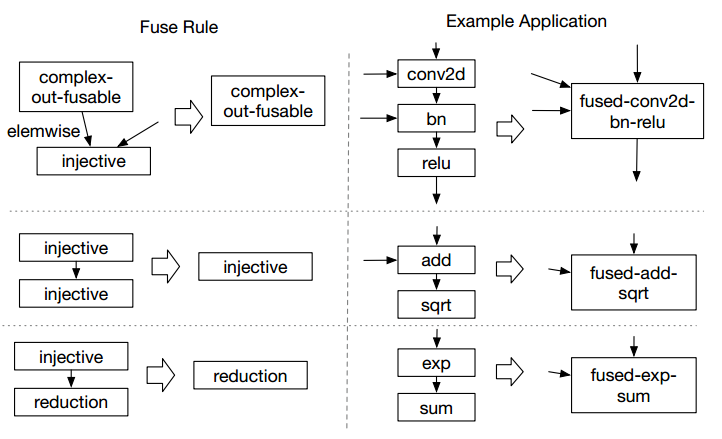 Fuse Rule
Example Application
complex-
out-fusable
elemwise
injective
complex-
out-fusable
conv2d
bn
relu
fused-conv2d-
bn-relu
injective
injective
injective
add
sqrt
fused-add-
sqrt
injective
reduction
reduction
exp
sum
fused-exp-
sum